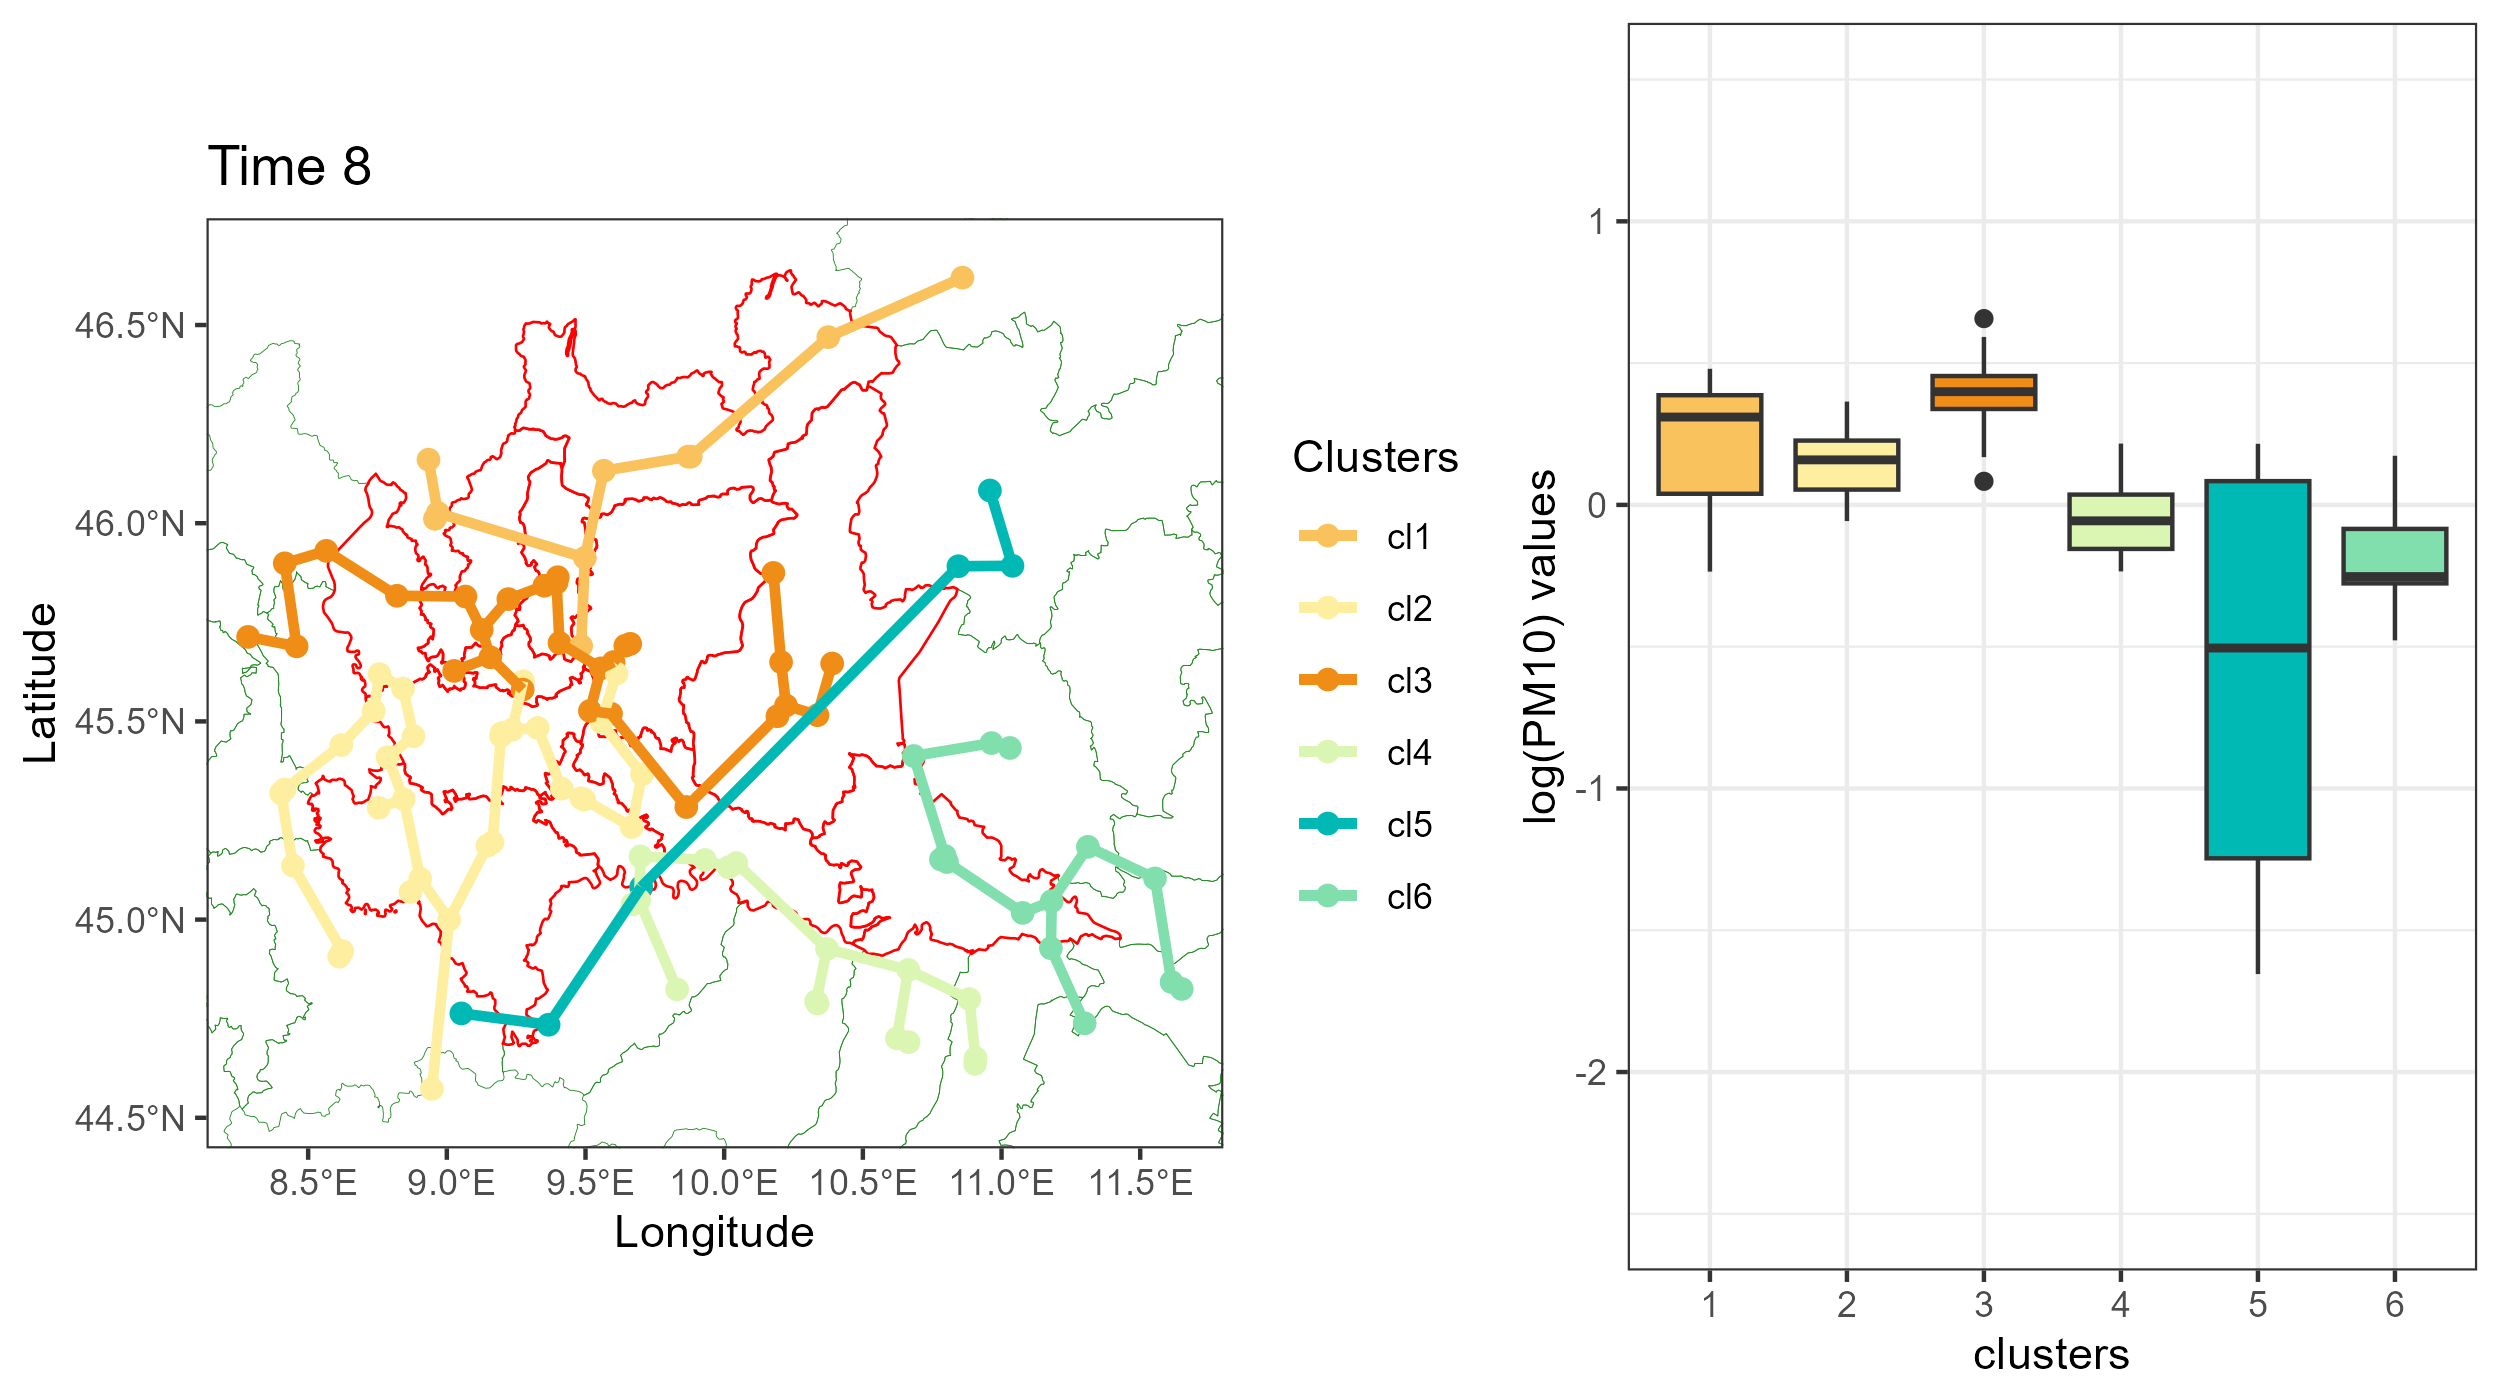 Time 8
Latitude
46.5°N
46.0°N
45.5°N
45.0°N
44.5°N
8.5°E 9.0°E 9.5°E 10.0°E 10.5°E 11.0°E 11.5°E
Longitude
Clusters
cl1
cl2
cl3
cl4
cl5
cl6
log(PM10) values
1
0
-1
-2
1 2 3 4 5 6
clusters